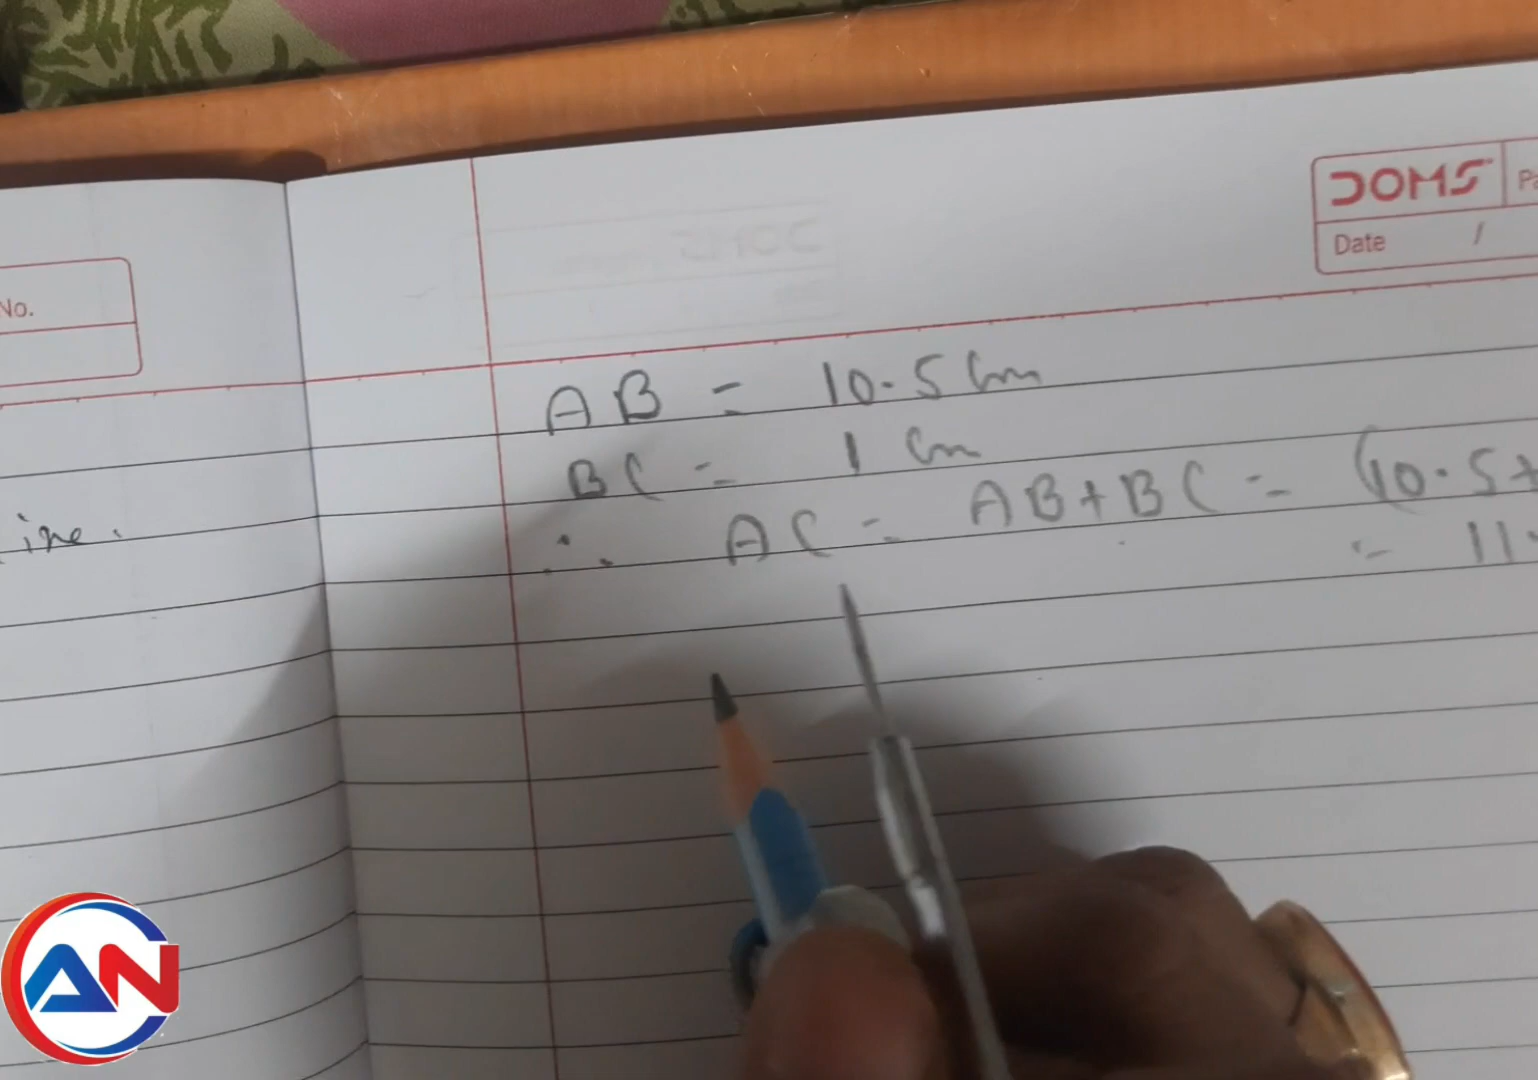 DOMS
Date /
No.
AB = 10.5 cm
BC = 1 cm
∴ AC = AB+BC = (10.5+
= 11.
ine.
AN